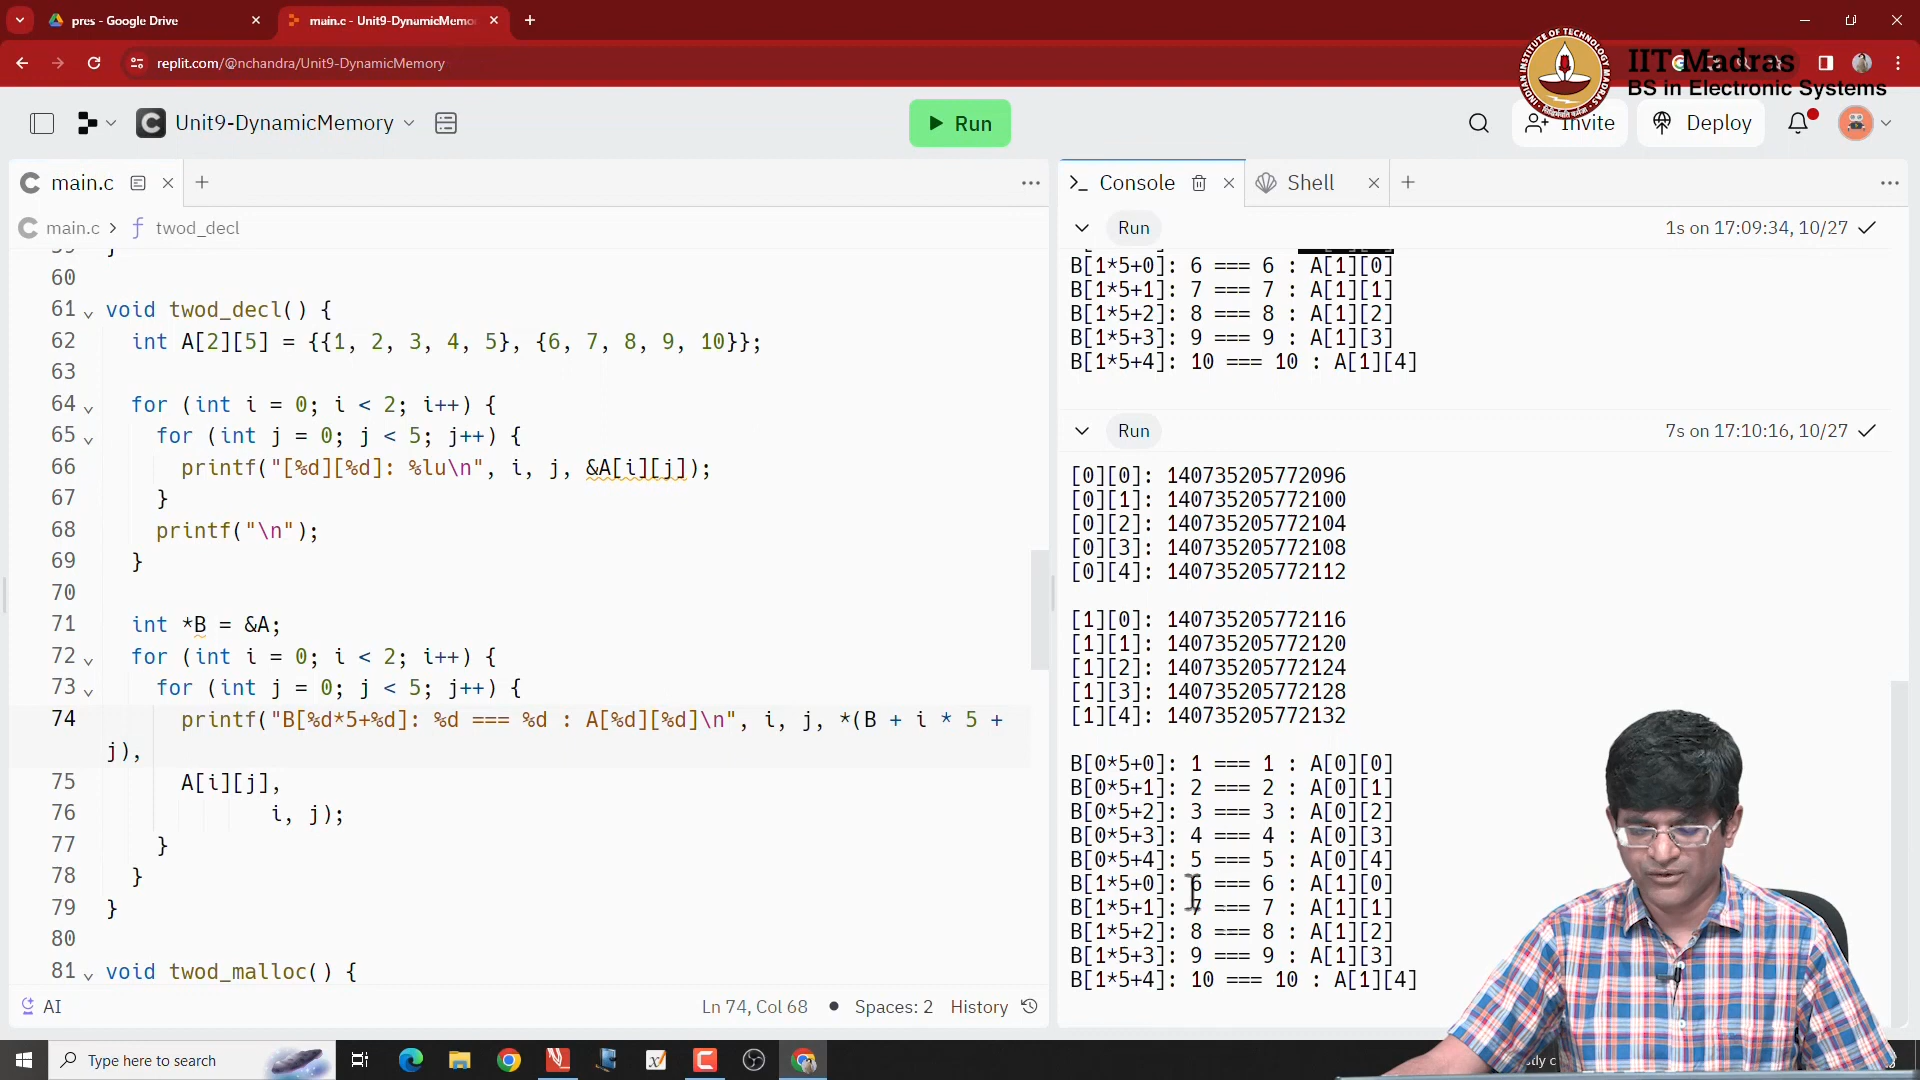 pres - Google Drive
main.c - Unit9-DynamicMemo
replit.com/@nchandra/Unit9-DynamicMemory
IIT Madras
BS in Electronic Systems
Unit9-DynamicMemory
Run
Invite
Deploy
main.c
main.c > f twod_decl
60
61 void twod_decl() {
62 int A[2][5] = {{1, 2, 3, 4, 5}, {6, 7, 8, 9, 10}};
63
64 for (int i = 0; i < 2; i++) {
65 for (int j = 0; j < 5; j++) {
66 printf("[%d][%d]: %lu\n", i, j, &A[i][j]);
67 }
68 printf("\n");
69 }
70
71 int *B = &A;
72 for (int i = 0; i < 2; i++) {
73 for (int j = 0; j < 5; j++) {
74 printf("B[%d*5+%d]: %d === %d : A[%d][%d]\n", i, j, *(B + i * 5 +
j),
75 A[i][j],
76 i, j);
77 }
78 }
79 }
80
81 void twod_malloc() {
AI
Ln 74, Col 68 • Spaces: 2 History
Console
Shell
Run
1s on 17:09:34, 10/27
B[1*5+0]: 6 === 6 : A[1][0]
B[1*5+1]: 7 === 7 : A[1][1]
B[1*5+2]: 8 === 8 : A[1][2]
B[1*5+3]: 9 === 9 : A[1][3]
B[1*5+4]: 10 === 10 : A[1][4]
Run
7s on 17:10:16, 10/27
[0][0]: 140735205772096
[0][1]: 140735205772100
[0][2]: 140735205772104
[0][3]: 140735205772108
[0][4]: 140735205772112
[1][0]: 140735205772116
[1][1]: 140735205772120
[1][2]: 140735205772124
[1][3]: 140735205772128
[1][4]: 140735205772132
B[0*5+0]: 1 === 1 : A[0][0]
B[0*5+1]: 2 === 2 : A[0][1]
B[0*5+2]: 3 === 3 : A[0][2]
B[0*5+3]: 4 === 4 : A[0][3]
B[0*5+4]: 5 === 5 : A[0][4]
B[1*5+0]: 6 === 6 : A[1][0]
B[1*5+1]: 7 === 7 : A[1][1]
B[1*5+2]: 8 === 8 : A[1][2]
B[1*5+3]: 9 === 9 : A[1][3]
B[1*5+4]: 10 === 10 : A[1][4]
Type here to search